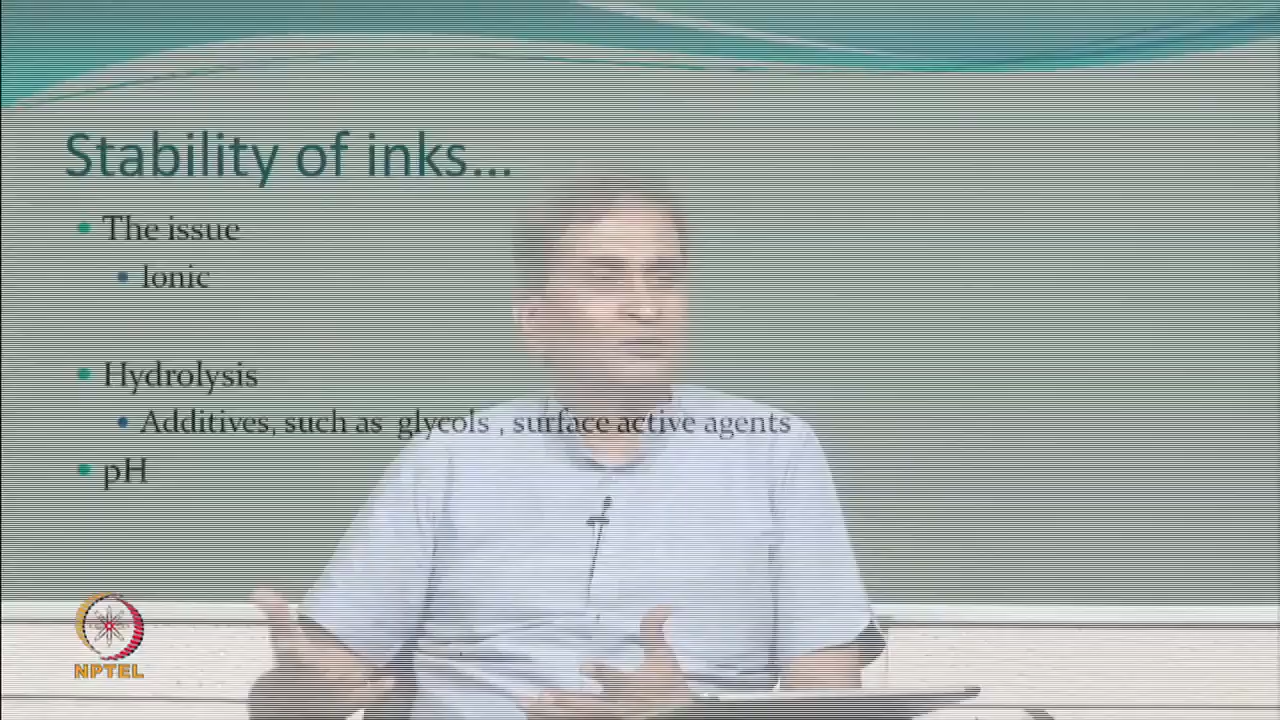 Stability of inks...
The issue
Ionic
Hydrolysis
Additives, such as glycols , surface active agents
pH
NPTEL